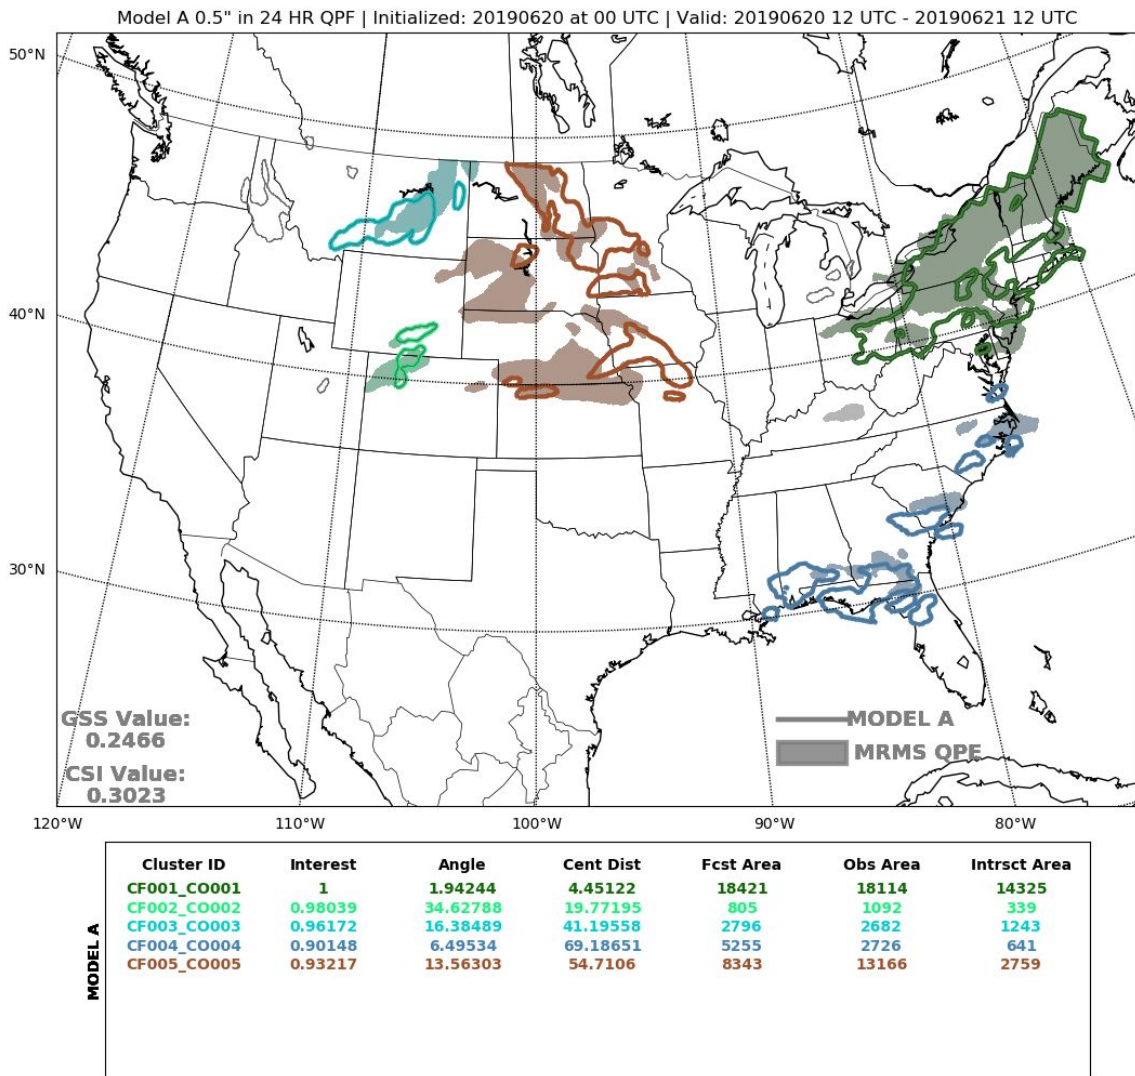 Model A 0.5" in 24 HR QPF | Initialized: 20190620 at 00 UTC | Valid: 20190620 12 UTC - 20190621 12 UTC
50°N
40°N
30°N
GSS Value:
0.2466
CSI Value:
0.3023
MODEL A
MRMS QPE
120°W 110°W 100°W 90°W 80°W
Cluster ID Interest Angle Cent Dist Fcst Area Obs Area Intrsct Area
CF001_CO001 1 1.94244 4.45122 18421 18114 14325
CF002_CO002 0.98039 34.62788 19.77195 805 1092 339
CF003_CO003 0.96172 16.38489 41.19558 2796 2682 1243
CF004_CO004 0.90148 6.49534 69.18651 5255 2726 641
CF005_CO005 0.93217 13.56303 54.7106 8343 13166 2759
MODEL A